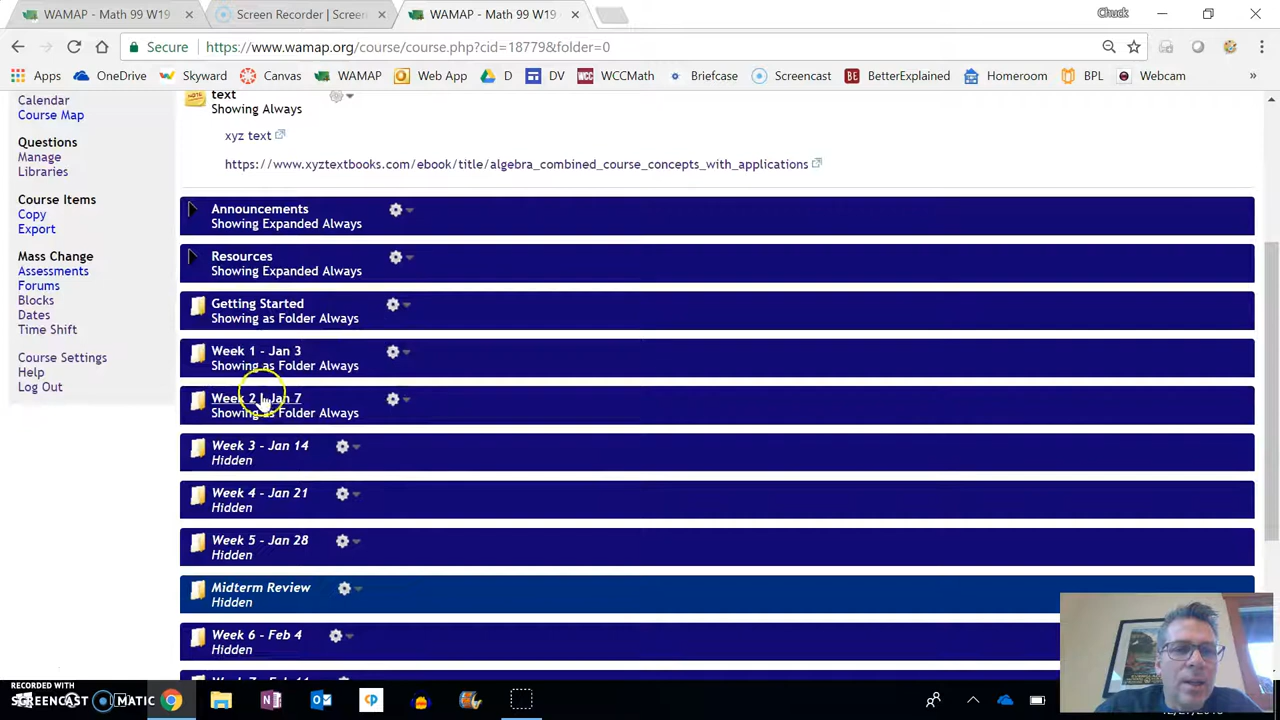 WAMAP - Math 99 W19
Screen Recorder | Screen
WAMAP - Math 99 W19
Chuck
Secure
https://www.wamap.org/course/course.php?cid=18779&folder=0
Apps
OneDrive
Skyward
Canvas
WAMAP
Web App
D
DV
WCC WCCMath
Briefcase
Screencast
BE BetterExplained
Homeroom
BPL
Webcam
»
Calendar
Course Map
Questions
Manage
Libraries
Course Items
Copy
Export
Mass Change
Assessments
Forums
Blocks
Dates
Time Shift
Course Settings
Help
Log Out
NOTE
text
Showing Always
xyz text
https://www.xyztextbooks.com/ebook/title/algebra_combined_course_concepts_with_applications
Announcements
Showing Expanded Always
Resources
Showing Expanded Always
Getting Started
Showing as Folder Always
Week 1 - Jan 3
Showing as Folder Always
Week 2 - Jan 7
Showing as Folder Always
Week 3 - Jan 14
Hidden
Week 4 - Jan 21
Hidden
Week 5 - Jan 28
Hidden
Midterm Review
Hidden
Week 6 - Feb 4
Hidden
RECORDED WITH
SCREENCAST MATIC